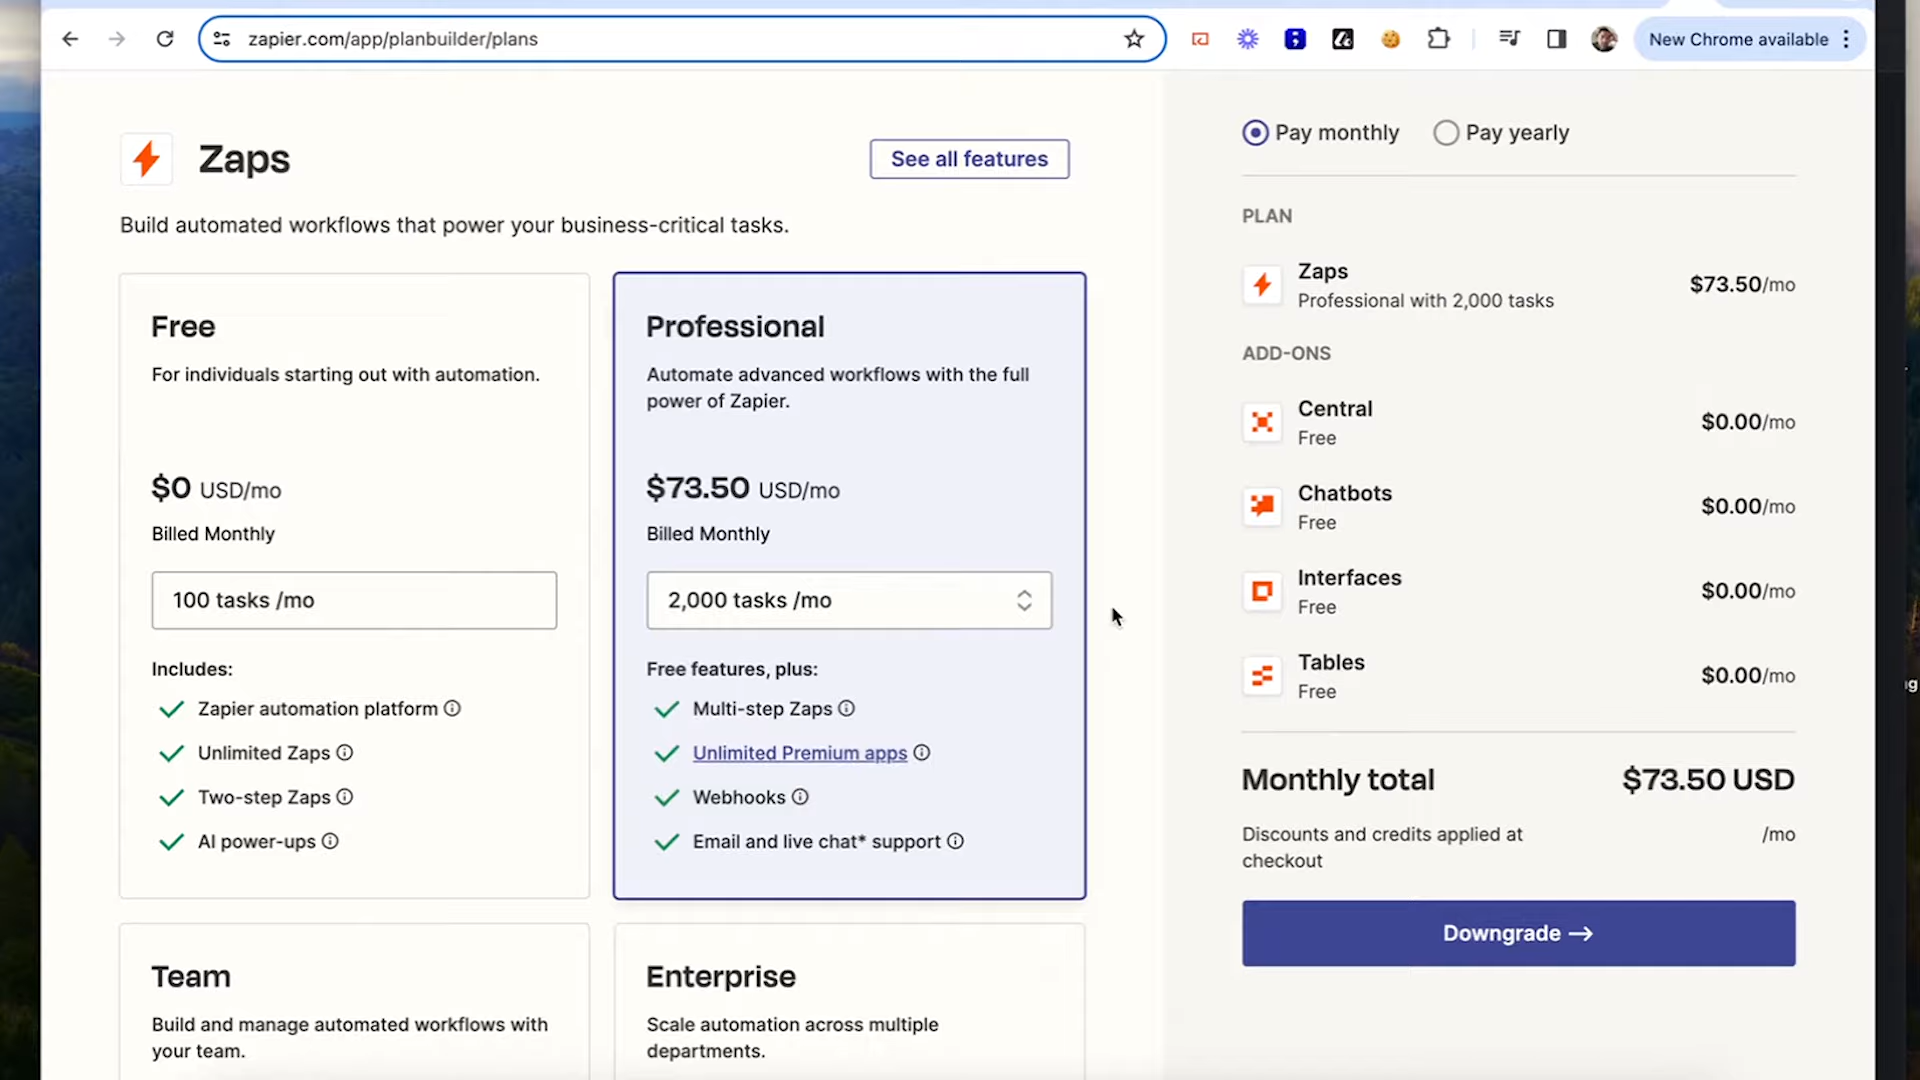 zapier.com/app/planbuilder/plans
New Chrome available
Zaps
See all features
Build automated workflows that power your business-critical tasks.
Free
For individuals starting out with automation.
$0 USD/mo
Billed Monthly
100 tasks /mo
Includes:
Zapier automation platform
Unlimited Zaps
Two-step Zaps
AI power-ups
Professional
Automate advanced workflows with the full
power of Zapier.
$73.50 USD/mo
Billed Monthly
2,000 tasks /mo
Free features, plus:
Multi-step Zaps
Unlimited Premium apps
Webhooks
Email and live chat* support
Team
Build and manage automated workflows with
your team.
Enterprise
Scale automation across multiple
departments.
Pay monthly
Pay yearly
PLAN
Zaps
Professional with 2,000 tasks
$73.50/mo
ADD-ONS
Central
Free
$0.00/mo
Chatbots
Free
$0.00/mo
Interfaces
Free
$0.00/mo
Tables
Free
$0.00/mo
Monthly total $73.50 USD
Discounts and credits applied at
checkout
/mo
Downgrade →